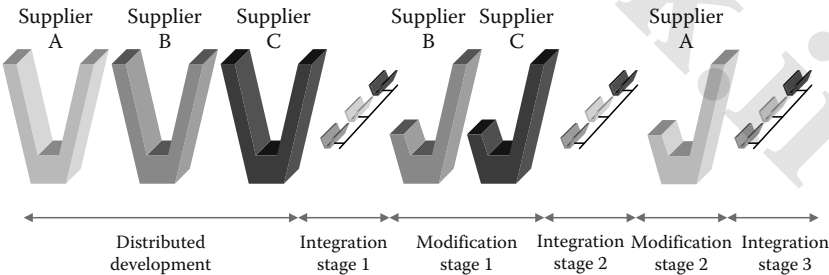 Supplier
A
Supplier
B
Supplier
C
Supplier
B
Supplier
C
Supplier
A
Distributed
development
Integration
stage 1
Modification
stage 1
Integration
stage 2
Modification
stage 2
Integration
stage 3